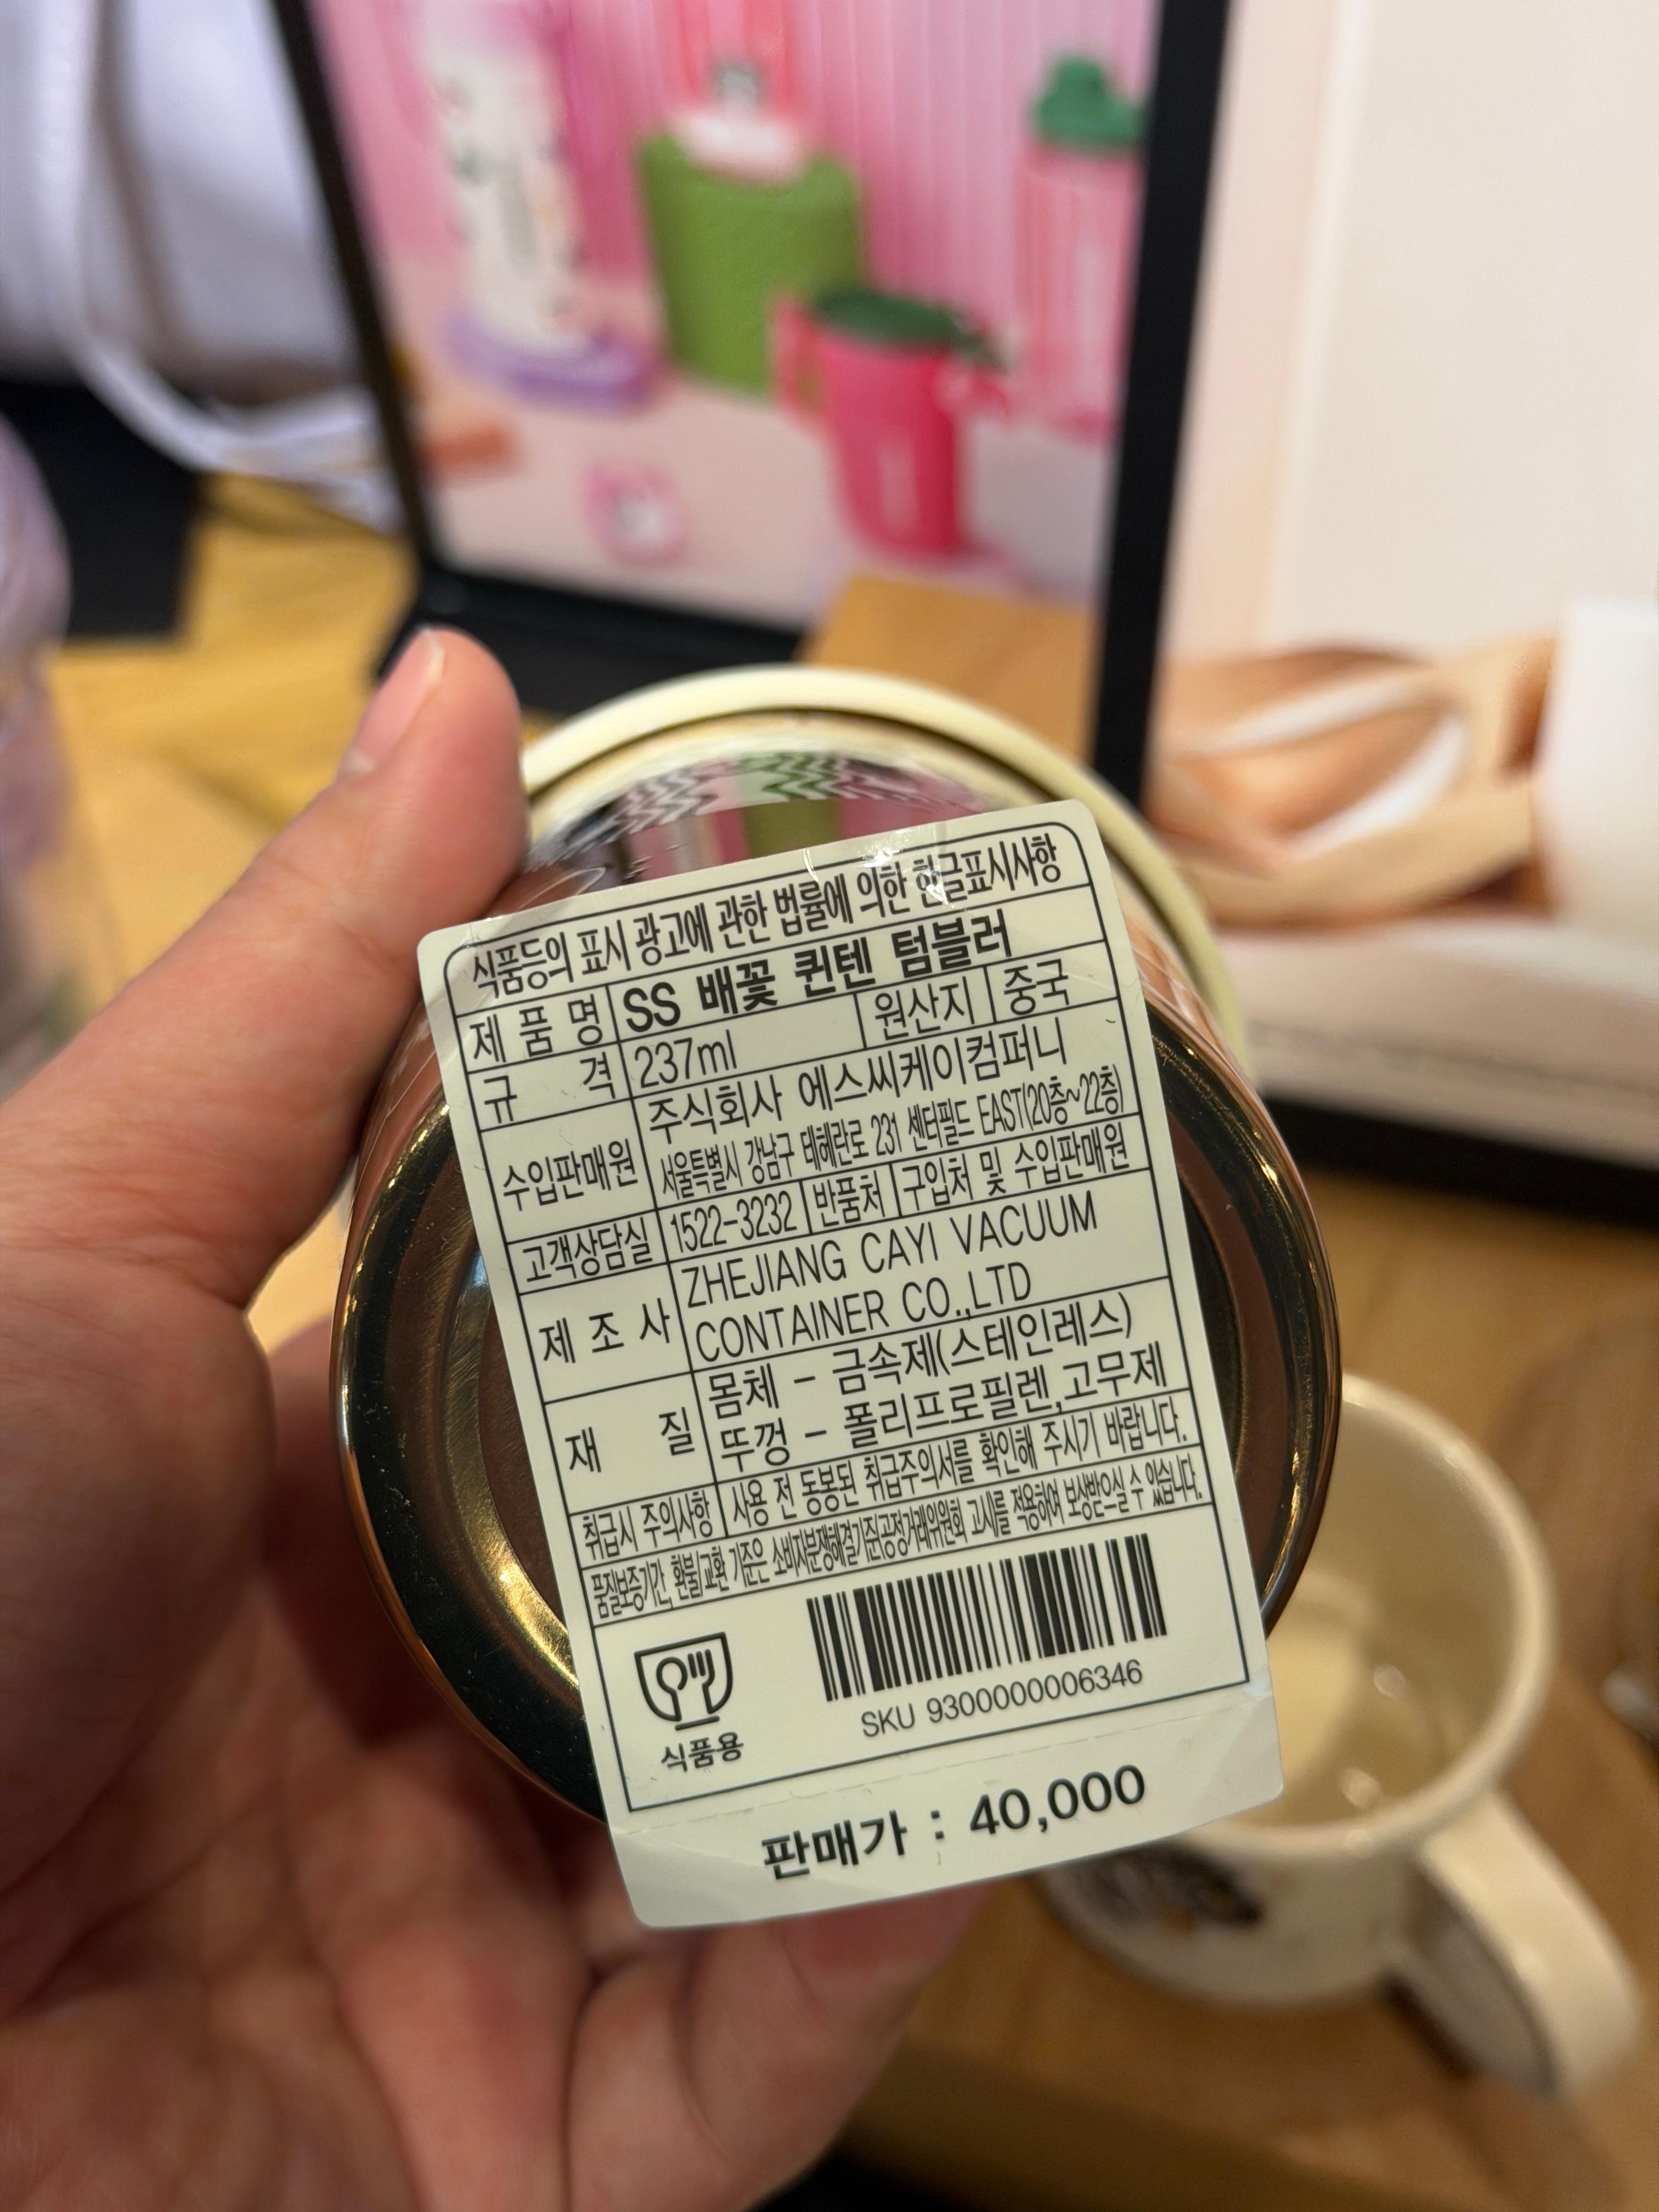 식품등의 표시 광고에 관한 법률에 의한 한글표시사항
제 품 명 SS 배꽃 퀸텐 텀블러
규 격 237ml 원산지 중국
수입판매원 주식회사 에스씨케이컴퍼니
서울특별시 강남구 테헤란로 231 센터필드 EAST(20층~22층)
고객상담실 1522-3232 반품처 구입처 및 수입판매원
제 조 사 ZHEJIANG CAYI VACUUM
CONTAINER CO.,LTD
재 질 몸체 - 금속제(스테인레스)
뚜껑 - 폴리프로필렌,고무제
취급시 주의사항 사용 전 동봉된 취급주의서를 확인해 주시기 바랍니다.
품질보증기간, 환불/교환 기준은 소비자분쟁해결기준공정거래위원회 고시를 적용하여 보상받으실 수 있습니다.
SKU 9300000006346
식품용
판매가 : 40,000